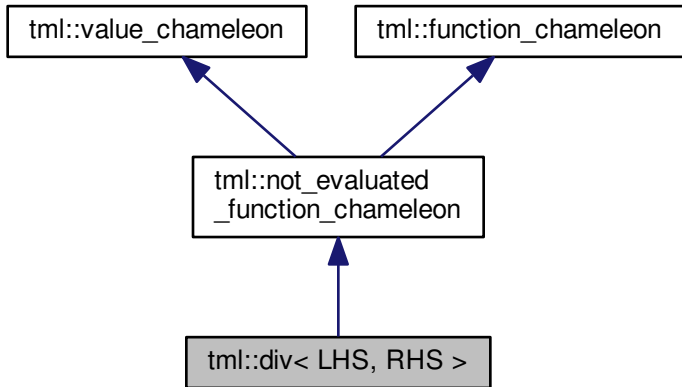 tml::value_chameleon
tml::function_chameleon
tml::not_evaluated
_function_chameleon
tml::div< LHS, RHS >